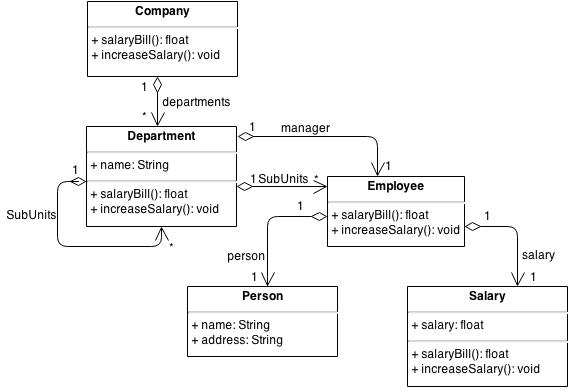 Company
+ salaryBill(): float
+ increaseSalary(): void
1
departments
*
Department
1
manager
+ name: String
1
1
1 SubUnits *
Employee
+ salaryBill(): float
+ increaseSalary(): void
SubUnits
*
1
+ salaryBill(): float
+ increaseSalary(): void
1
person
salary
1
1
Person
+ name: String
+ address: String
Salary
+ salary: float
+ salaryBill(): float
+ increaseSalary(): void